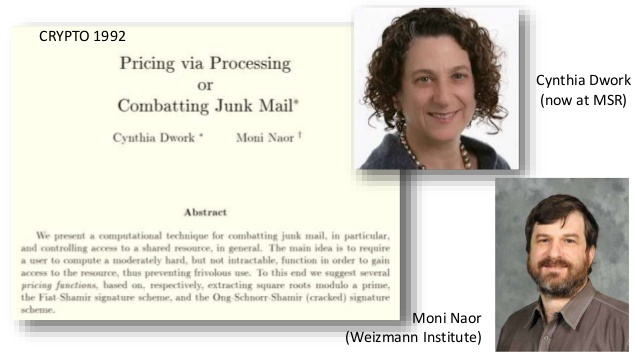 CRYPTO 1992
Pricing via Processing
or
Combatting Junk Mail*
Cynthia Dwork * Moni Naor †
Abstract
We present a computational technique for combatting junk mail, in particular,
and controlling access to a shared resource, in general. The main idea is to require
a user to compute a moderately hard, but not intractable, function in order to gain
access to the resource, thus preventing frivolous use. To this end we suggest several
pricing functions, based on, respectively, extracting square roots modulo a prime,
the Fiat-Shamir signature scheme, and the Ong-Schnorr-Shamir (cracked) signature
scheme.
Cynthia Dwork
(now at MSR)
Moni Naor
(Weizmann Institute)